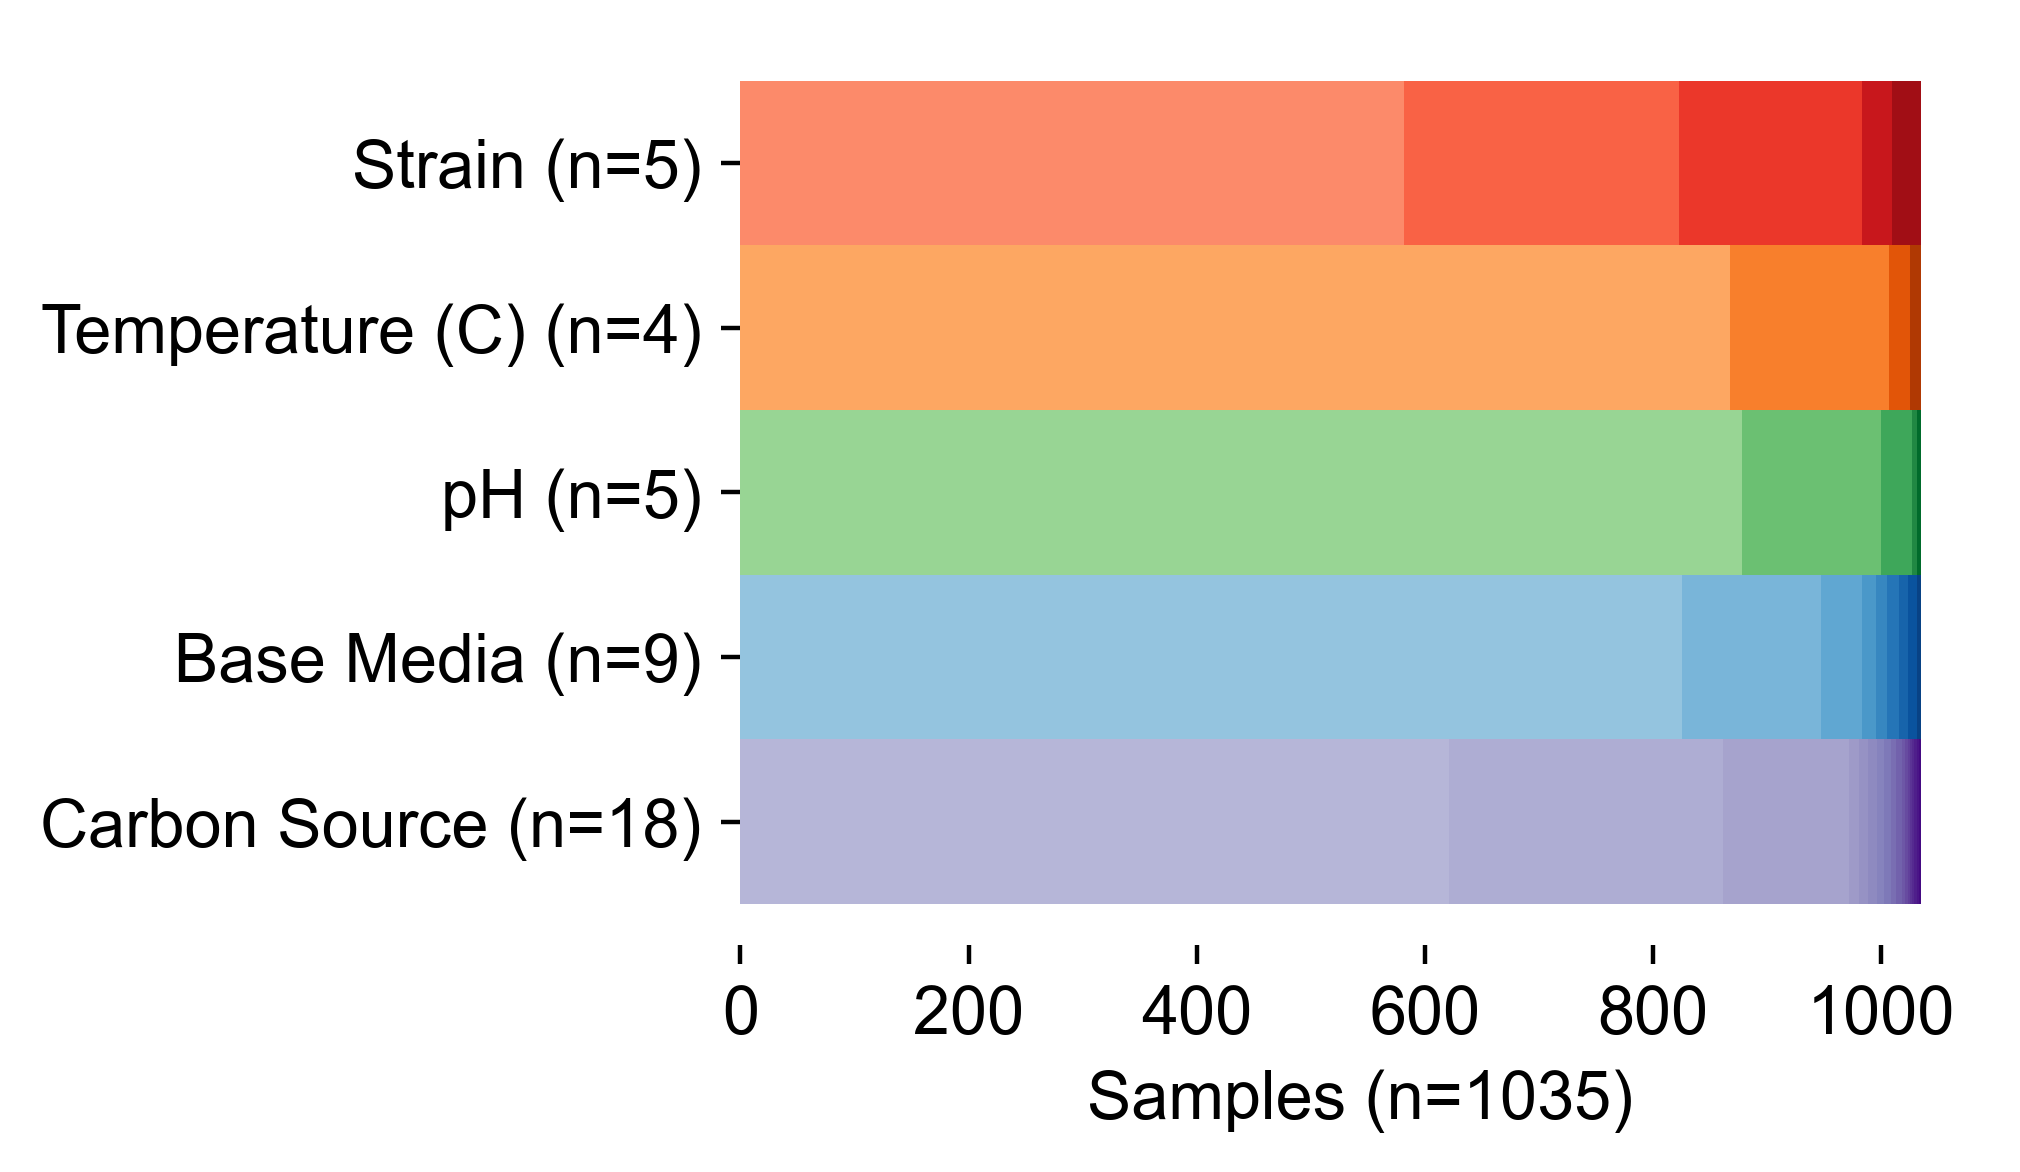 Strain (n=5)
Temperature (C) (n=4)
pH (n=5)
Base Media (n=9)
Carbon Source (n=18)
0 200 400 600 800 1000
Samples (n=1035)